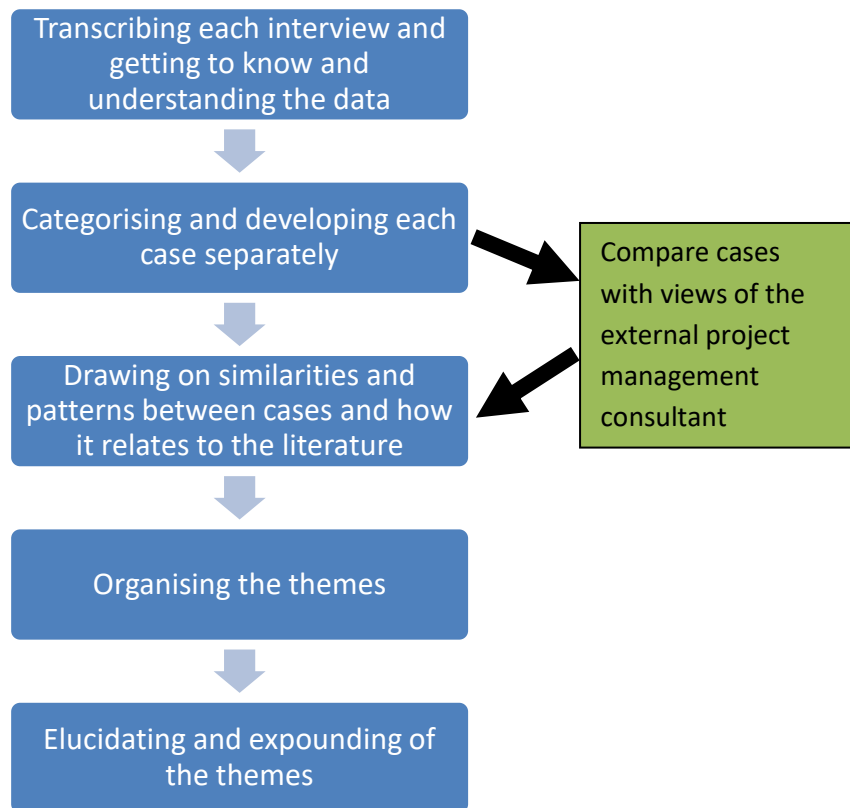 Transcribing each interview and
getting to know and
understanding the data
Categorising and developing each
case separately
Compare cases
with views of the
external project
management
consultant
Drawing on similarities and
patterns between cases and how
it relates to the literature
Organising the themes
Elucidating and expounding of
the themes